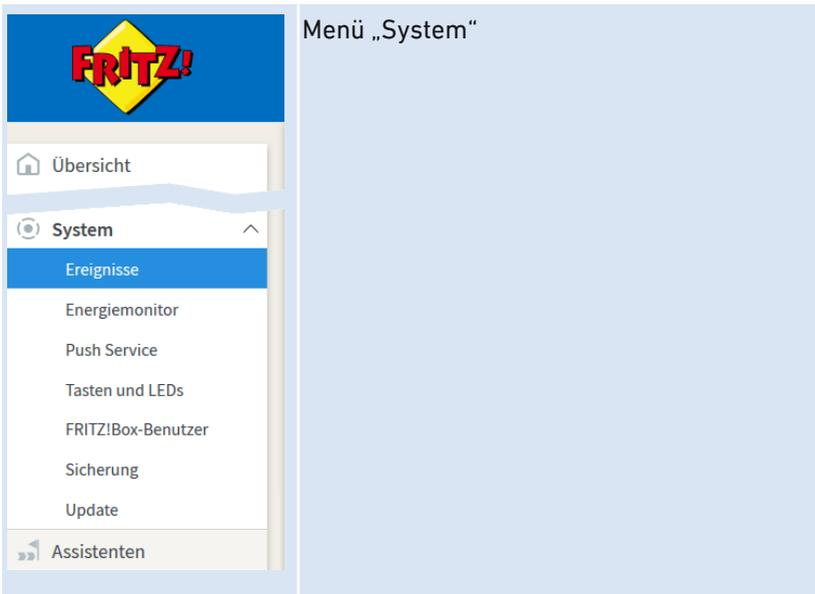 FRITZ!
Übersicht
System
Ereignisse
Energiemonitor
Push Service
Tasten und LEDs
FRITZ!Box-Benutzer
Sicherung
Update
Assistenten
Menü „System“